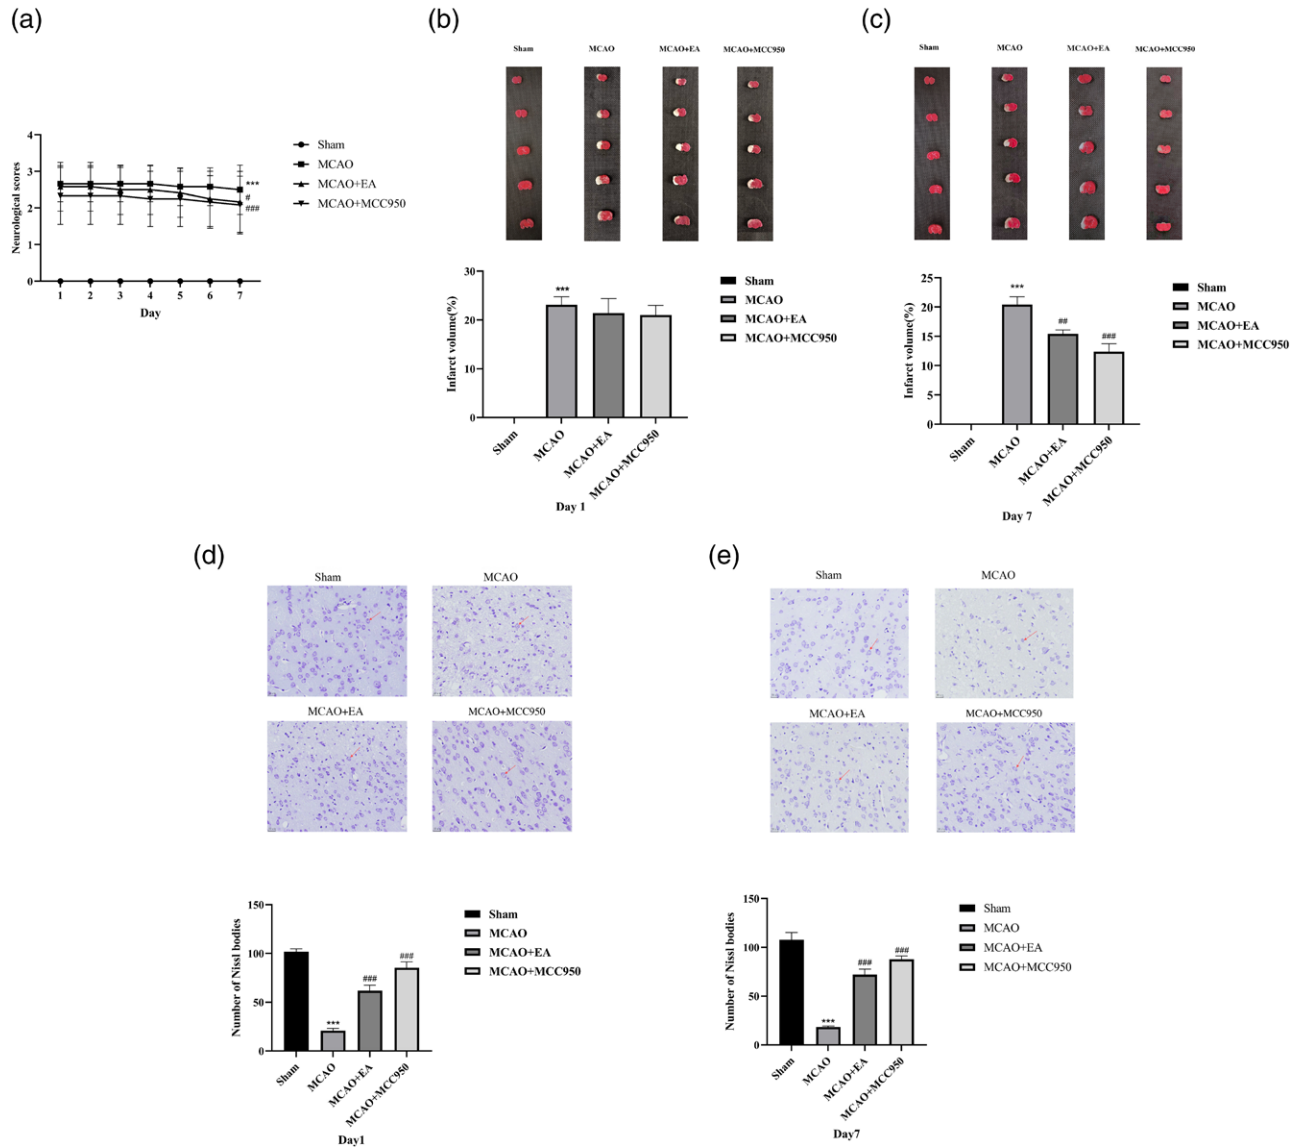 (a)
4
3
2
1
0
Neurological scores
1 2 3 4 5 6 7
Day
***
#
###
Sham
MCAO
MCAO+EA
MCAO+MCC950
(b)
Sham MCAO MCAO+EA MCAO+MCC950
30
20
10
0
Infarct volume(%)
***
Sham
MCAO
MCAO+EA
MCAO+MCC950
Sham
MCAO
MCAO+EA
MCAO+MCC950
Day 1
(c)
Sham MCAO MCAO+EA MCAO+MCC950
25
20
15
10
5
0
Infarct volume(%)
***
##
###
Sham
MCAO
MCAO+EA
MCAO+MCC950
Sham
MCAO
MCAO+EA
MCAO+MCC950
Day 7
(d)
Sham MCAO
MCAO+EA MCAO+MCC950
150
100
50
0
Number of Nissl bodies
***
###
###
Sham
MCAO
MCAO+EA
MCAO+MCC950
Sham
MCAO
MCAO+EA
MCAO+MCC950
Day1
(e)
Sham MCAO
MCAO+EA MCAO+MCC950
150
100
50
0
Number of Nissl bodies
***
###
###
Sham
MCAO
MCAO+EA
MCAO+MCC950
Sham
MCAO
MCAO+EA
MCAO+MCC950
Day7